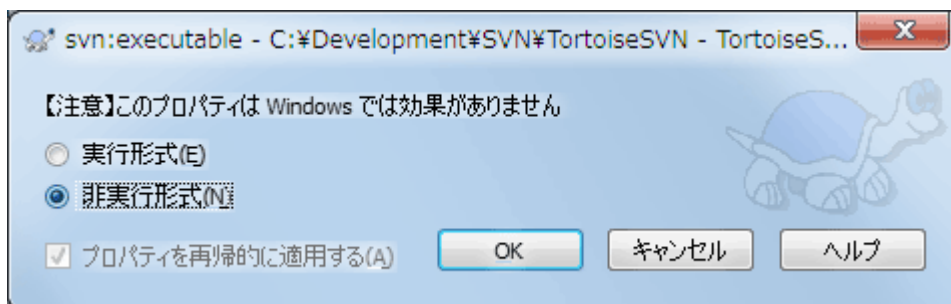 svn:executable - C:¥Development¥SVN¥TortoiseSVN - TortoiseS...
【注意】このプロパティは Windows では効果がありません
実行形式(E)
非実行形式(N)
プロパティを再帰的に適用する(A)
OK
キャンセル
ヘルプ